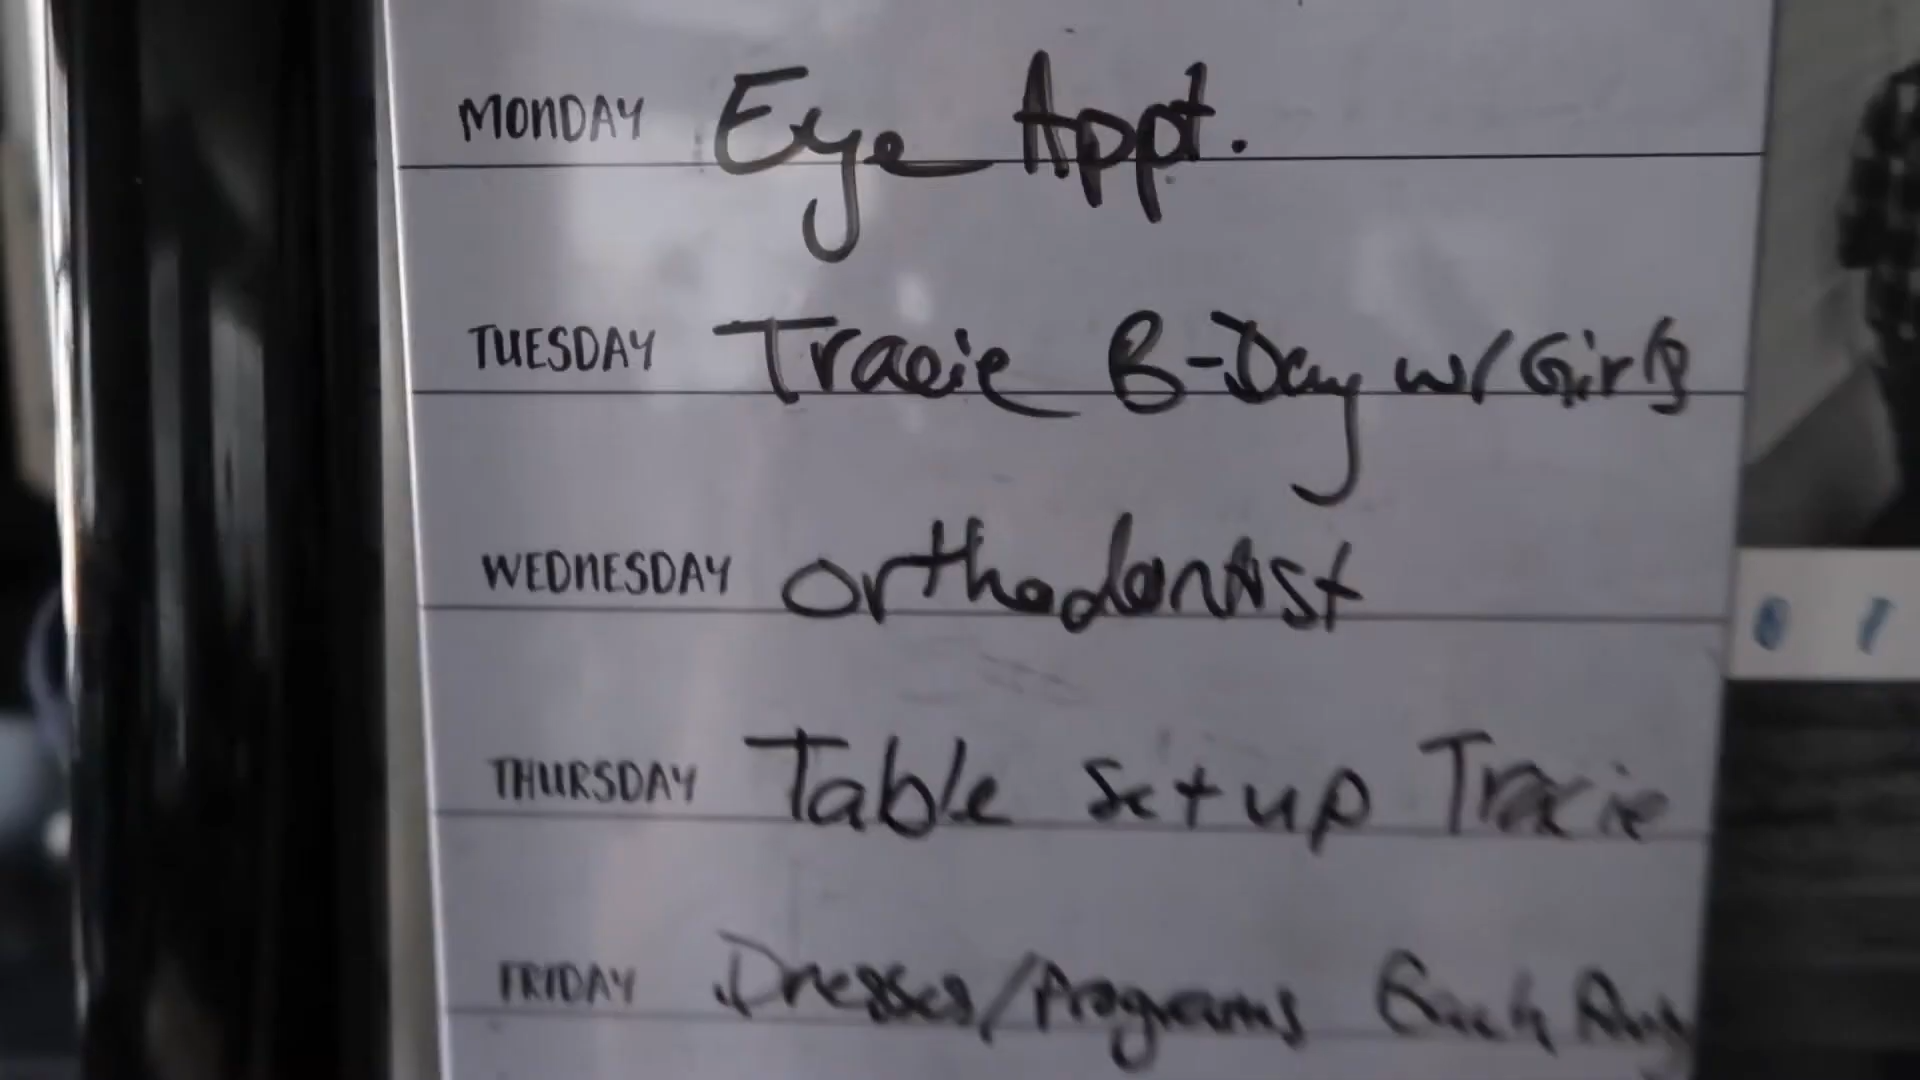 MONDAY Eye Appt.
TUESDAY Tracie B-Day w/ Girls
WEDNESDAY orthodontist
THURSDAY Table set up Tracie
FRIDAY Dresses/Programs